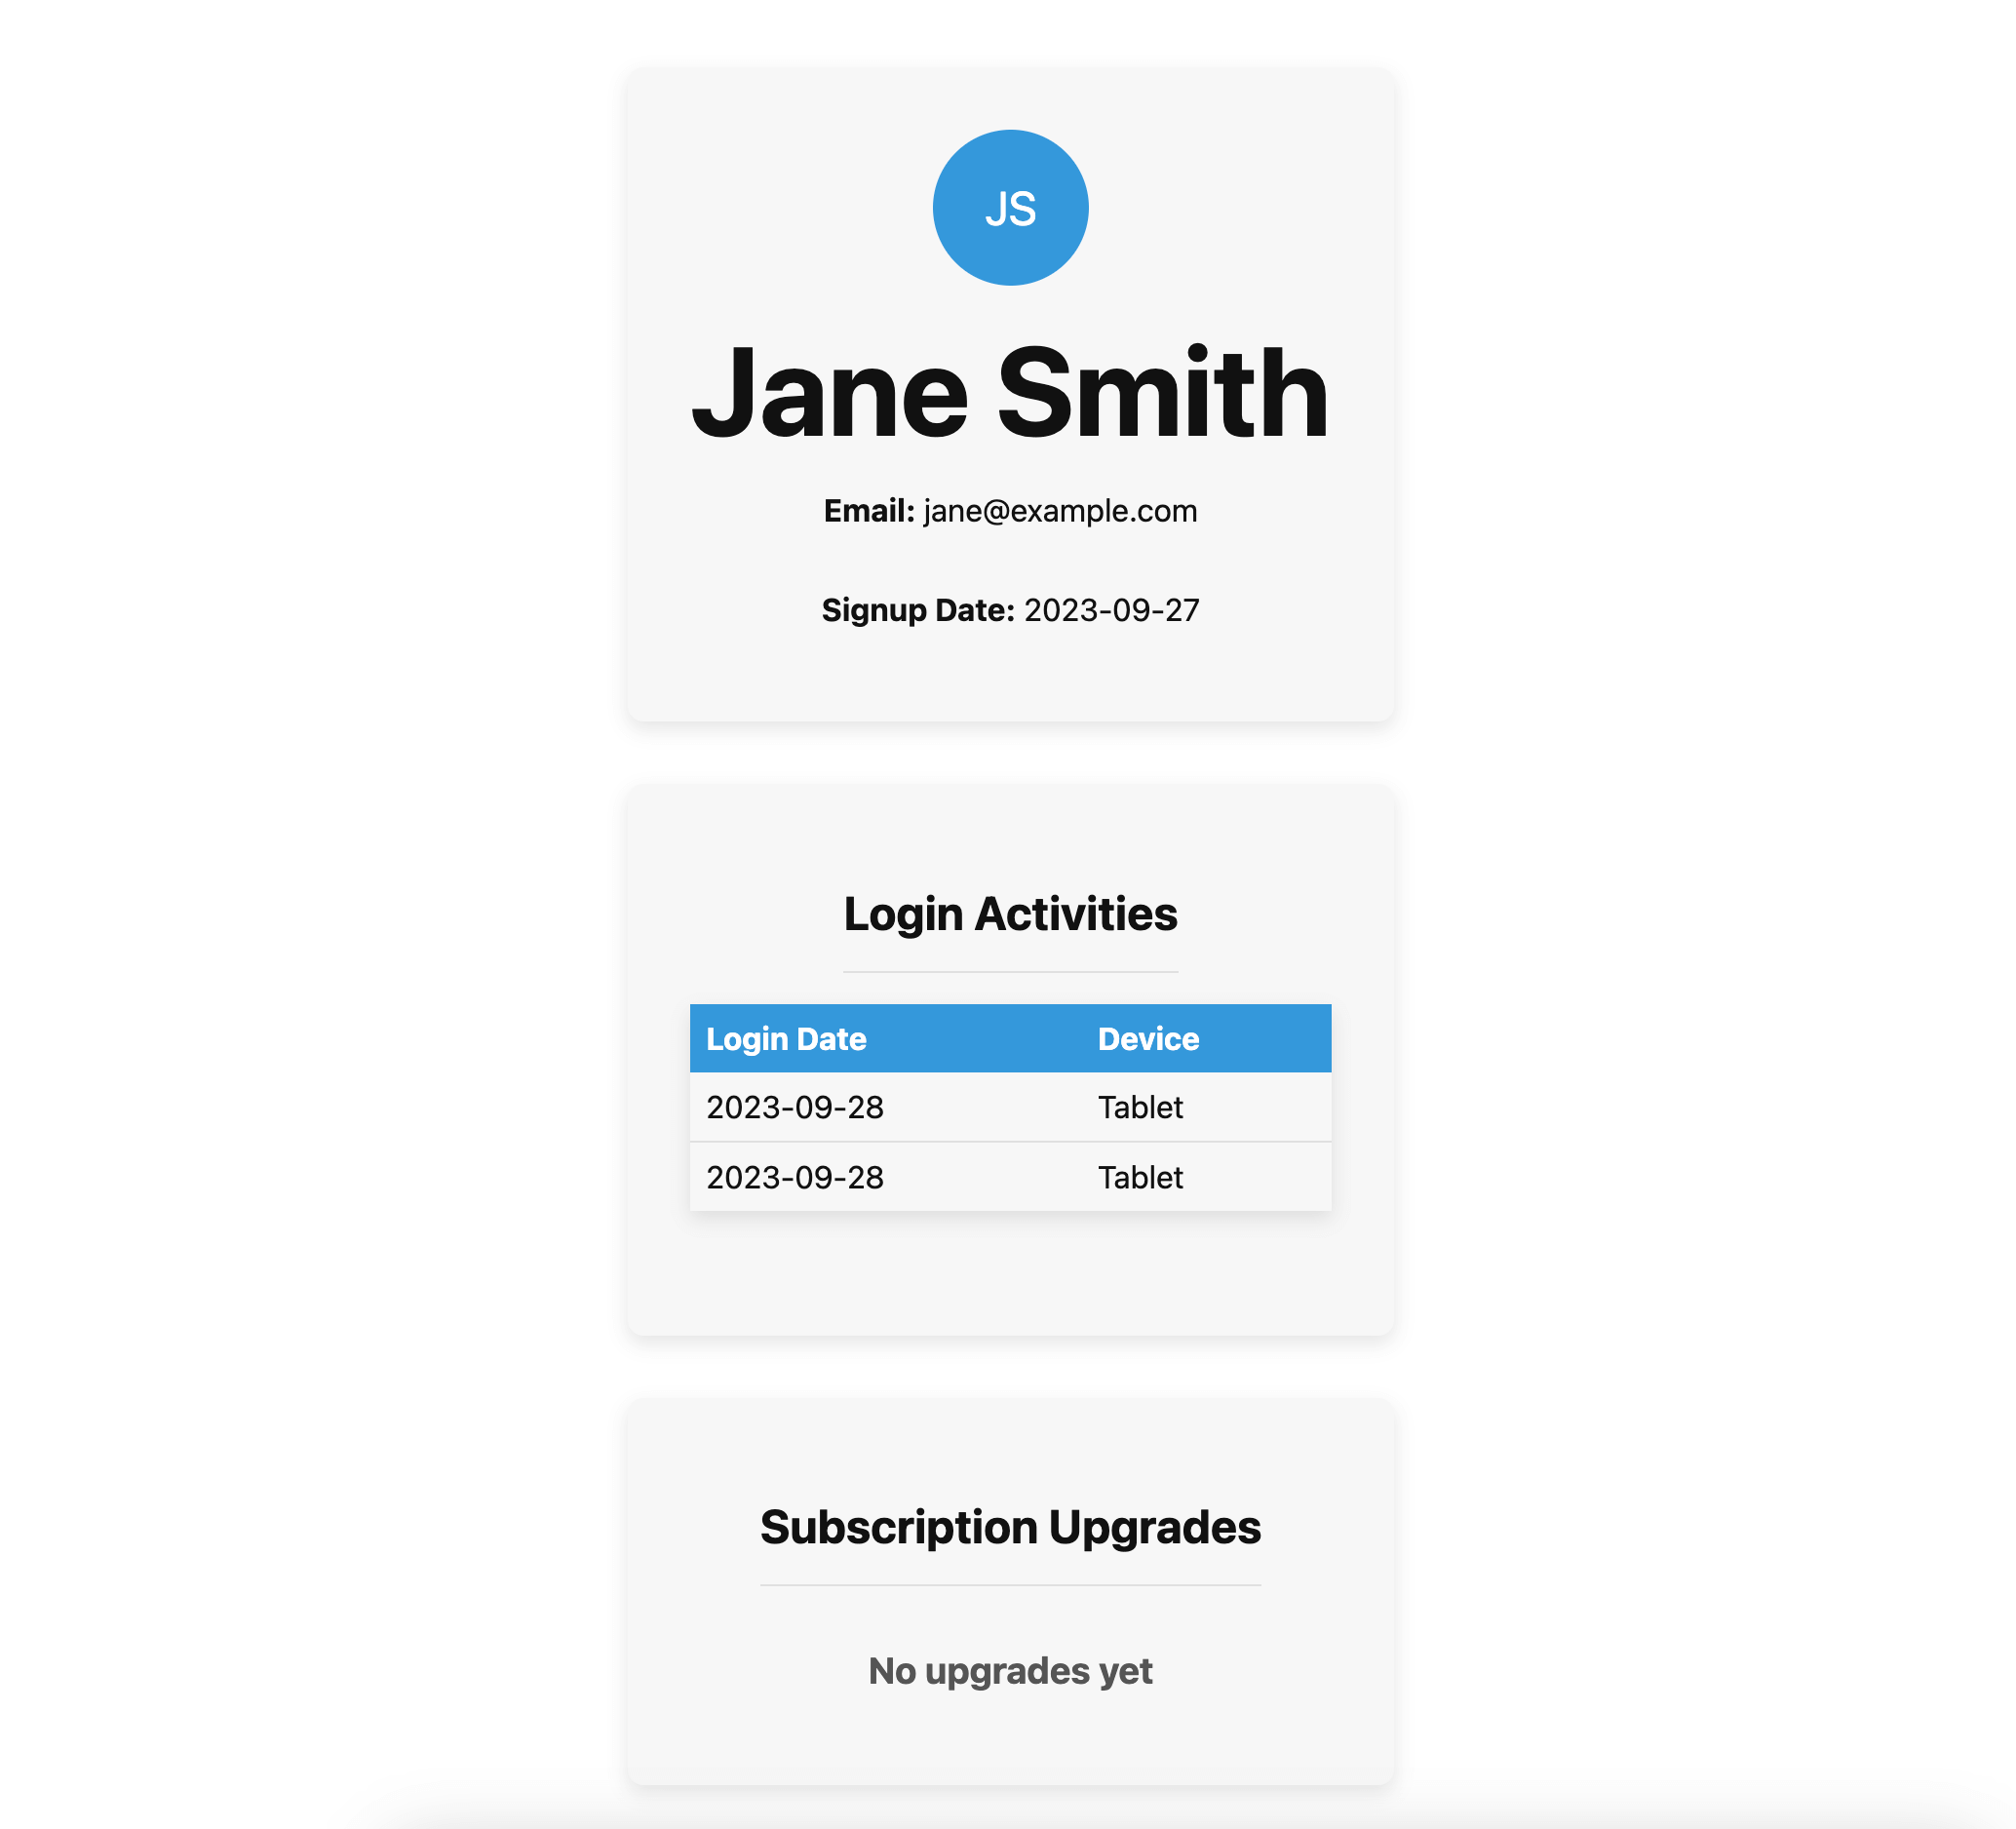 JS
Jane Smith
Email: jane@example.com
Signup Date: 2023-09-27
Login Activities
Login Date Device
2023-09-28 Tablet
2023-09-28 Tablet
Subscription Upgrades
No upgrades yet